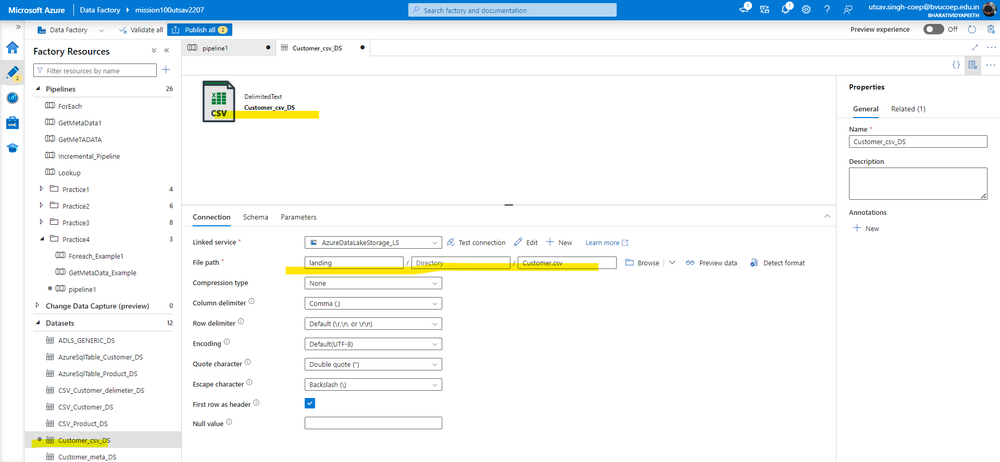 Microsoft Azure Data Factory mission100utsav2207 Search factory and documentation 1 1 utsav.singh-coep@bvucoep.edu.in
BHARATIVIDYAPEETH
Data Factory Validate all Publish all 2 Preview experience Off
Factory Resources
pipeline1 Customer_csv_DS
2
Filter resources by name
{}
Pipelines 26
ForEach
GetMetaData1
GetMeTADATA
Incremental_Pipeline
Lookup
Practice1 4
Practice2 6
Practice3 8
Practice4 3
Foreach_Example1
GetMetaData_Example
pipeline1
Change Data Capture (preview) 0
Datasets 12
ADLS_GENERIC_DS
AzureSqlTable_Customer_DS
AzureSqlTable_Product_DS
CSV_Customer_delimeter_DS
CSV_Customer_DS
CSV_Product_DS
Customer_csv_DS
Customer_meta_DS
X
CSV
DelimitedText
Customer_csv_DS
Connection Schema Parameters
Linked service * AzureDataLakeStorage_LS Test connection Edit New Learn more
File path * landing / Directory / Customer.csv Browse Preview data Detect format
Compression type None
Column delimiter Comma (,)
Row delimiter Default (\r,\n, or \r\n)
Encoding Default(UTF-8)
Quote character Double quote (")
Escape character Backslash (\)
First row as header
Null value
Properties
General Related (1)
Name *
Customer_csv_DS
Description
Annotations
New